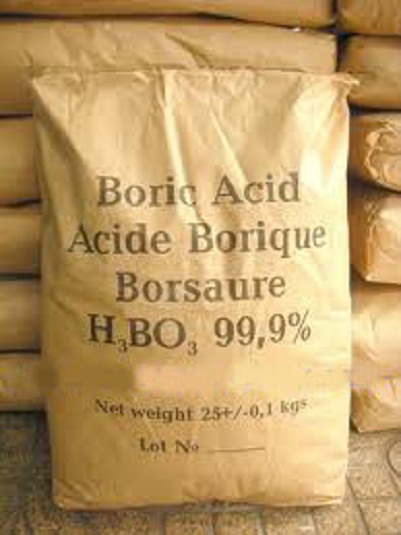 Boric Acid
Acide Borique
Borsaure
H₃BO₃ 99,9%
Net weight 25+/-0,1 kgs
Lot No